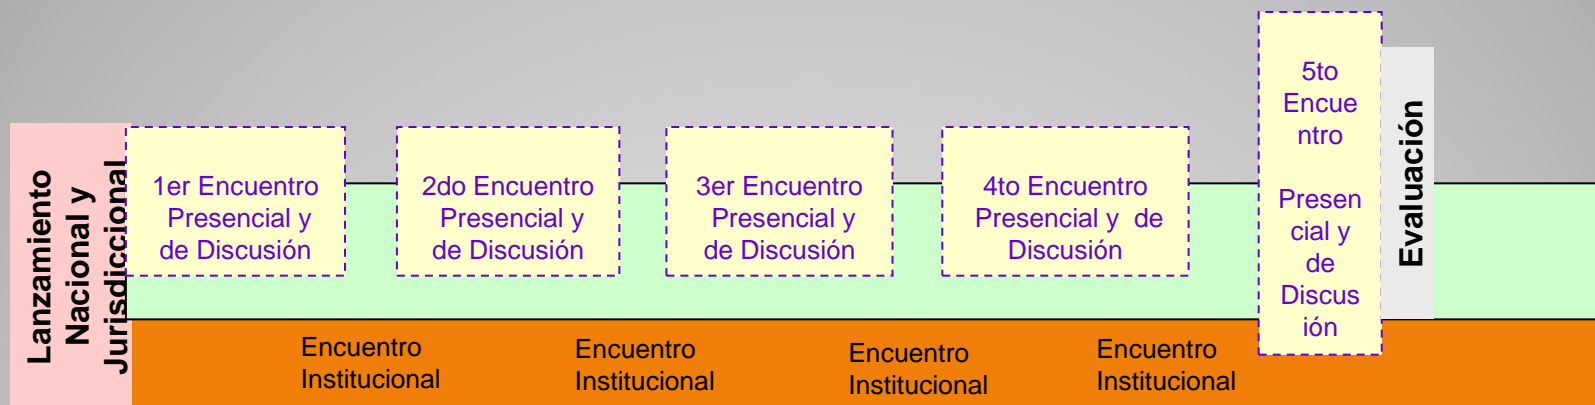 Lanzamiento
Nacional y
Jurisdiccional
1er Encuentro
Presencial y
de Discusión
2do Encuentro
Presencial y
de Discusión
3er Encuentro
Presencial y
de Discusión
4to Encuentro
Presencial y de
Discusión
5to
Encue
ntro
Presen
cial y
de
Discus
ión
Evaluación
Encuentro
Institucional
Encuentro
Institucional
Encuentro
Institucional
Encuentro
Institucional